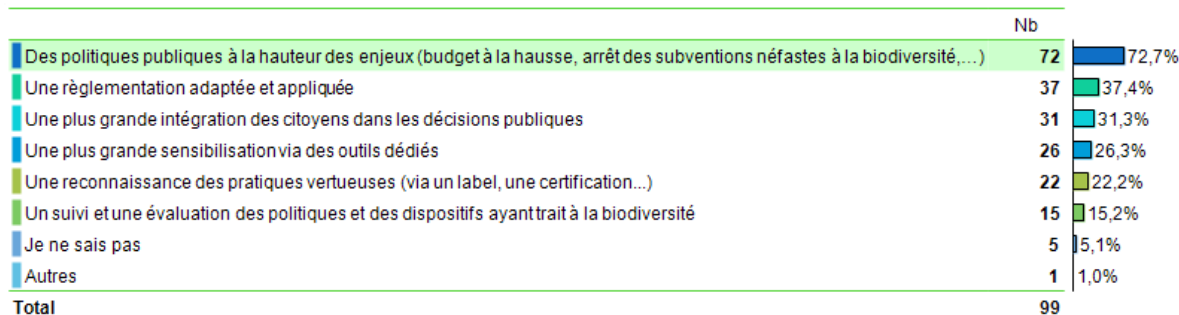 Nb
Des politiques publiques à la hauteur des enjeux (budget à la hausse, arrêt des subventions néfastes à la biodiversité,…) 72 72,7%
Une règlementation adaptée et appliquée 37 37,4%
Une plus grande intégration des citoyens dans les décisions publiques 31 31,3%
Une plus grande sensibilisation via des outils dédiés 26 26,3%
Une reconnaissance des pratiques vertueuses (via un label, une certification...) 22 22,2%
Un suivi et une évaluation des politiques et des dispositifs ayant trait à la biodiversité 15 15,2%
Je ne sais pas 5 5,1%
Autres 1 1,0%
Total 99